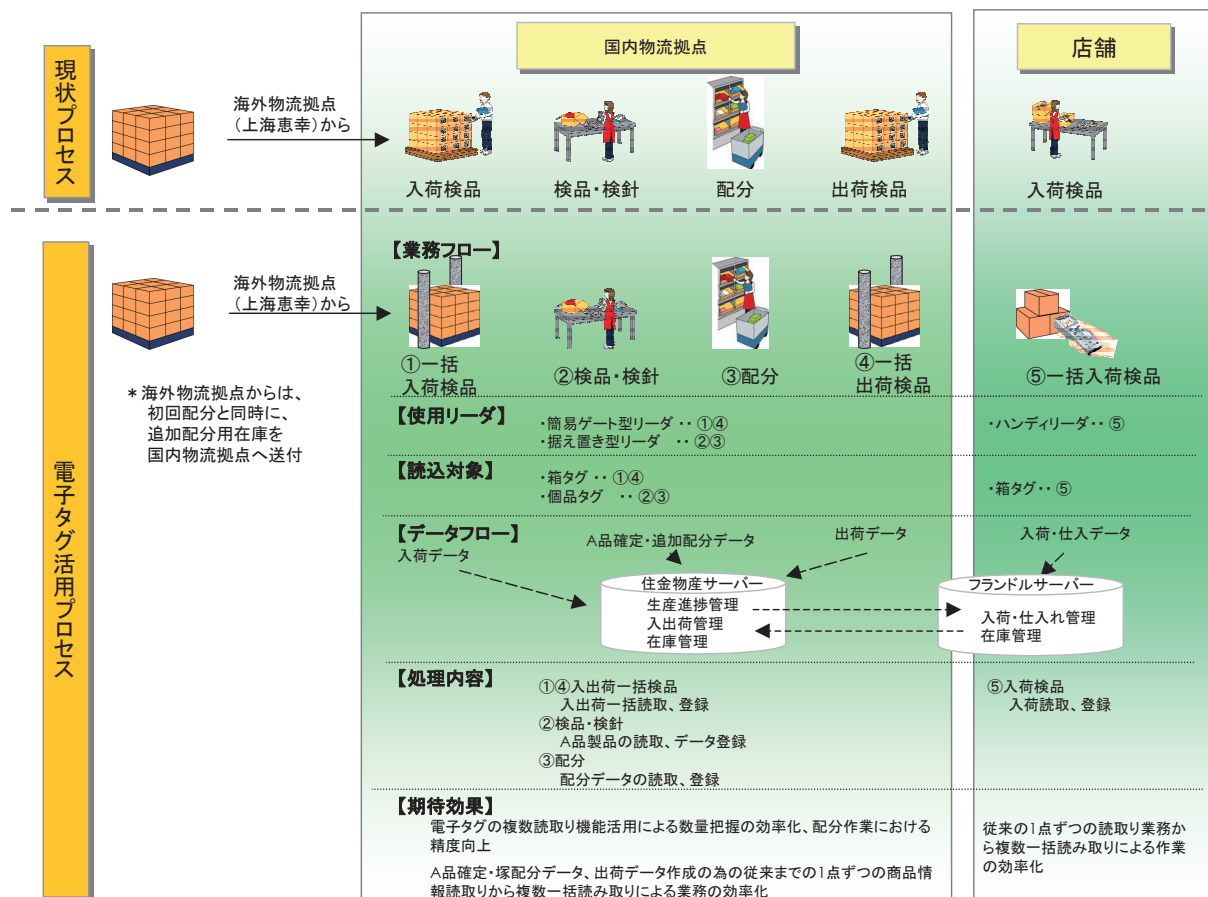 国内物流拠点
店舗
現状プロセス
海外物流拠点
(上海恵幸)から
入荷検品
検品・検針
配分
出荷検品
入荷検品
電子タグ活用プロセス
【業務フロー】
海外物流拠点
(上海恵幸)から
①一括
入荷検品
②検品・検針
③配分
④一括
出荷検品
⑤一括入荷検品
*海外物流拠点からは、
初回配分と同時に、
追加配分用在庫を
国内物流拠点へ送付
【使用リーダ】
・簡易ゲート型リーダ・・①④
・据え置き型リーダ ・・②③
・ハンディリーダ・・⑤
【読込対象】
・箱タグ・・①④
・個品タグ ・・②③
・箱タグ・・⑤
【データフロー】
入荷データ
A品確定・追加配分データ
出荷データ
入荷・仕入データ
住金物産サーバー
生産進捗管理
入出荷管理
在庫管理
フランドルサーバー
入荷・仕入れ管理
在庫管理
【処理内容】
①④入出荷一括検品
入出荷一括読取、登録
②検品・検針
A品製品の読取、データ登録
③配分
配分データの読取、登録
⑤入荷検品
入荷読取、登録
【期待効果】
電子タグの複数読取り機能活用による数量把握の効率化、配分作業における
精度向上
A品確定・塚配分データ、出荷データ作成の為の従来までの1点ずつの商品情
報読取りから複数一括読み取りによる業務の効率化
従来の1点ずつの読取り業務か
ら複数一括読み取りによる作業
の効率化